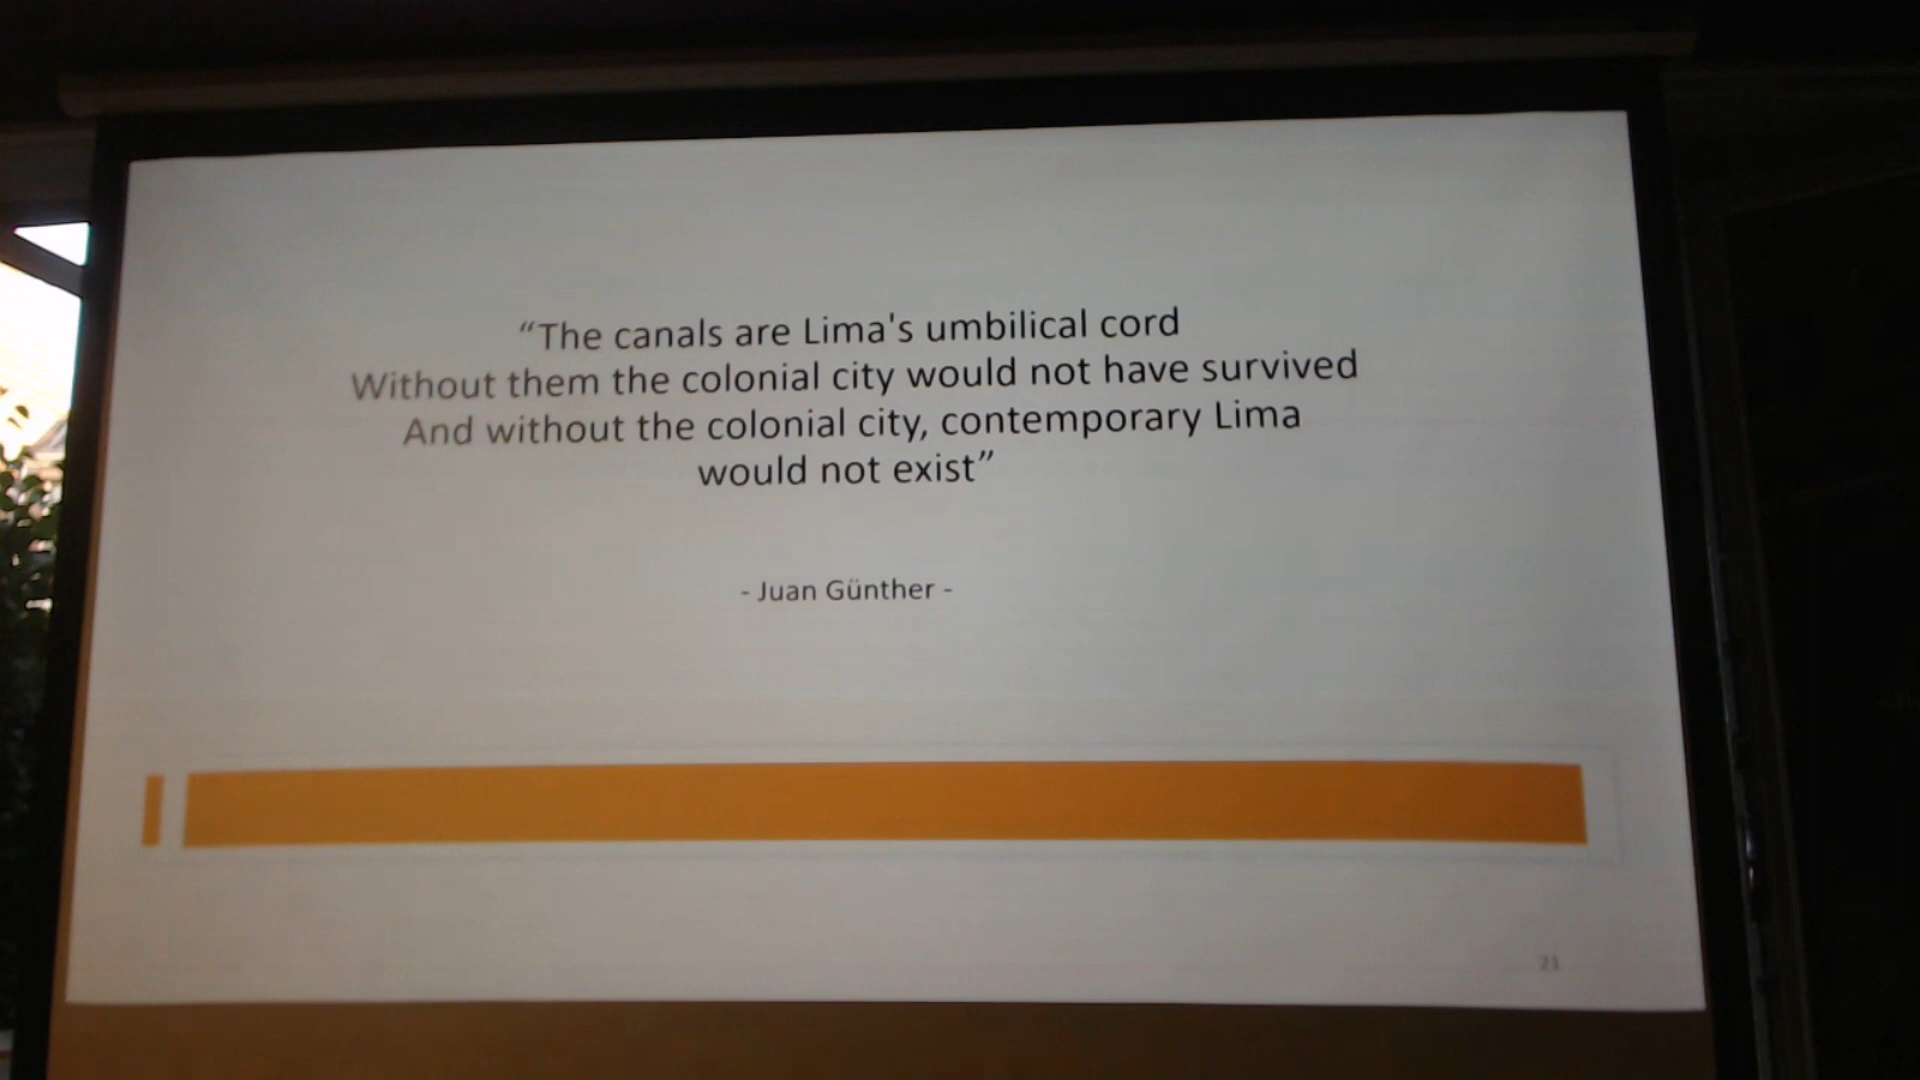 “The canals are Lima's umbilical cord
Without them the colonial city would not have survived
And without the colonial city, contemporary Lima
would not exist”
- Juan Günther -
21